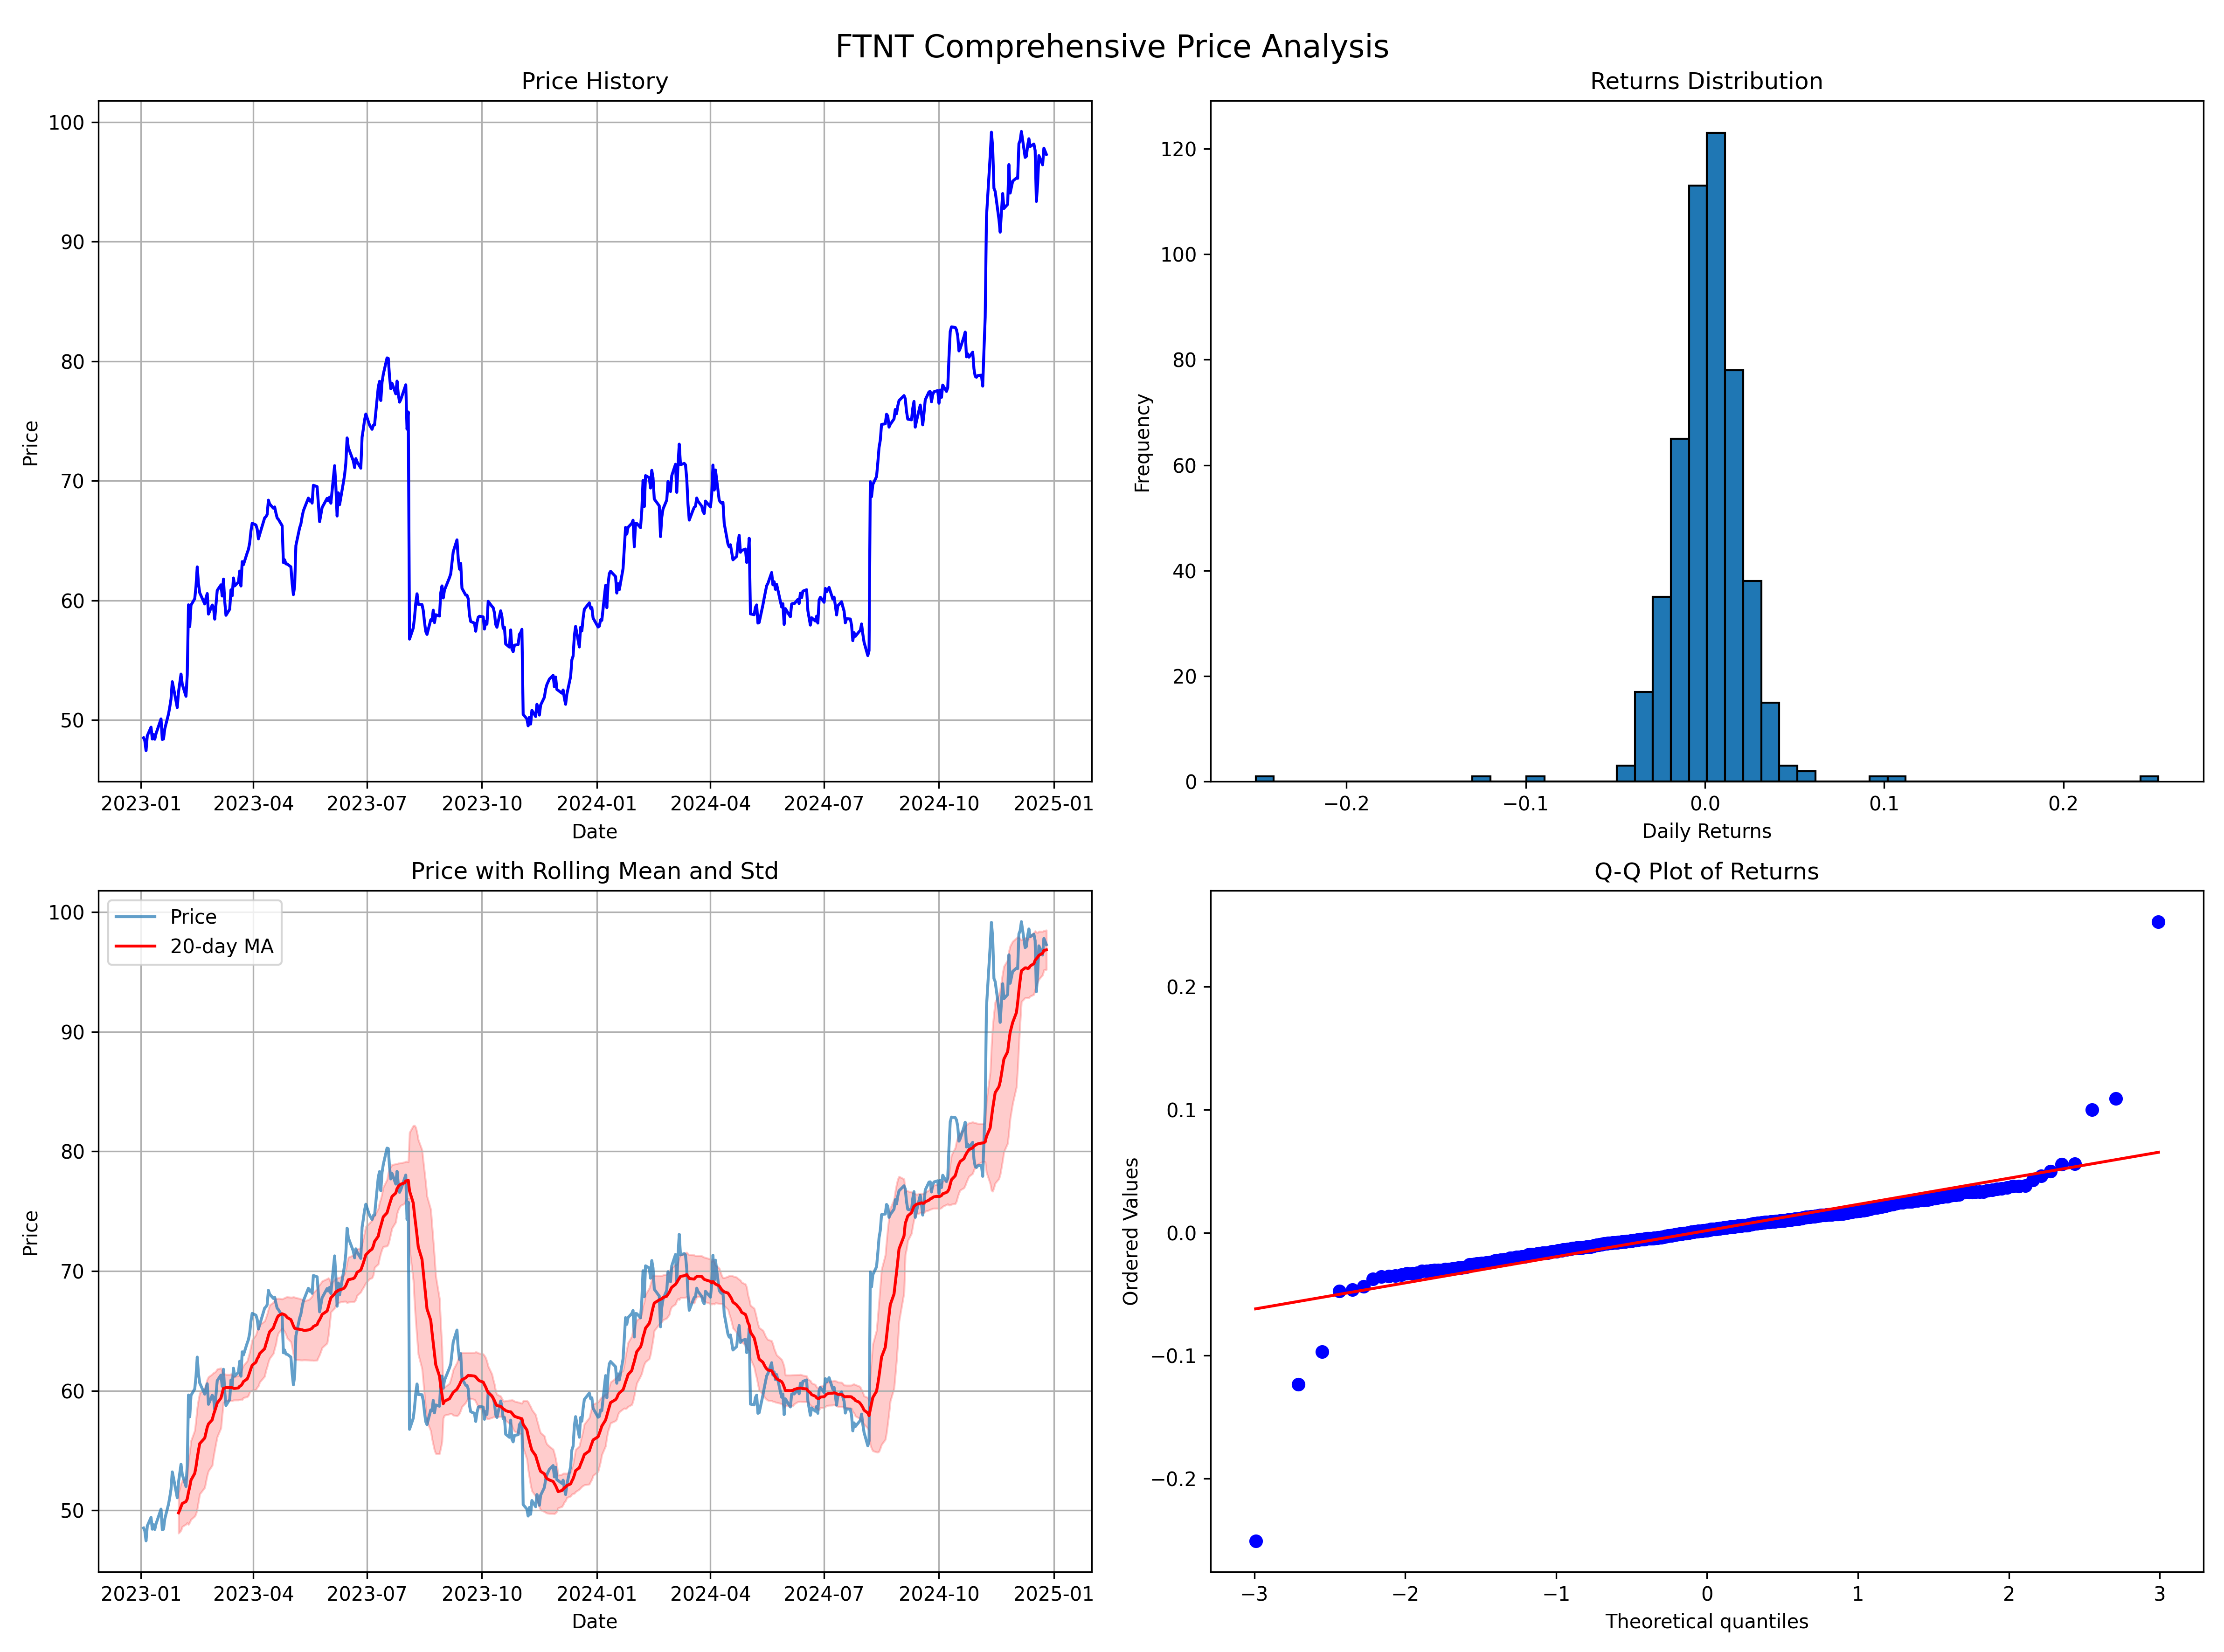 FTNT Comprehensive Price Analysis
Price History
100
90
80
70
60
50
Price
2023-01 2023-04 2023-07 2023-10 2024-01 2024-04 2024-07 2024-10 2025-01
Date
Returns Distribution
120
100
80
60
40
20
0
Frequency
−0.2 −0.1 0.0 0.1 0.2
Daily Returns
Price with Rolling Mean and Std
Price
20-day MA
100
90
80
70
60
50
Price
2023-01 2023-04 2023-07 2023-10 2024-01 2024-04 2024-07 2024-10 2025-01
Date
Q-Q Plot of Returns
0.2
0.1
0.0
−0.1
−0.2
Ordered Values
−3 −2 −1 0 1 2 3
Theoretical quantiles